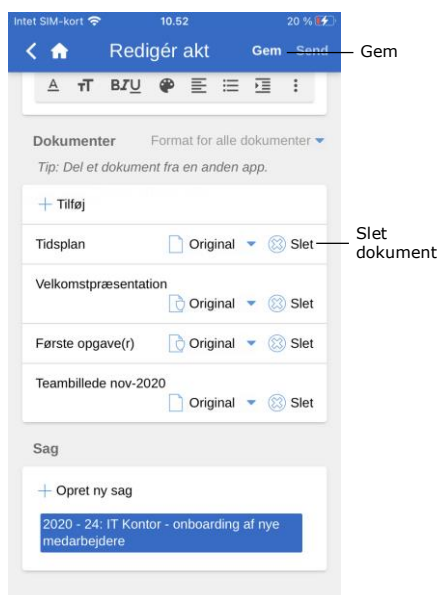 Intet SIM-kort 10.52 20 %
Redigér akt Gem Send Gem
A TT BIU
Dokumenter Format for alle dokumenter
Tip: Del et dokument fra en anden app.
Tilføj
Tidsplan Original Slet Slet dokument
Velkomstpræsentation
Original Slet
Første opgave(r) Original Slet
Teambillede nov-2020
Original Slet
Sag
Opret ny sag
2020 - 24: IT Kontor - onboarding af nye
medarbejdere